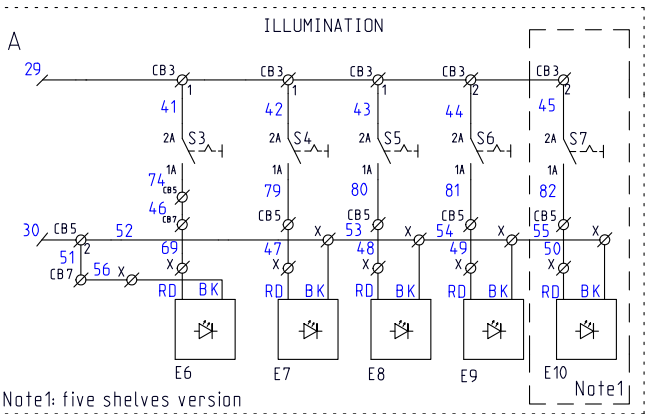 ILLUMINATION
A
29 CB3 CB3 CB3 CB3 CB3
1 1 1 2 2
41 42 43 44 45
2A S3 2A S4 2A S5 2A S6 2A S7
1A 1A 1A 1A 1A
74 79 80 81 82
CB5
46
CB7 CB5 CB5 CB5 CB5
30 CB5 52 X 53 X 54 X 55 X
2
51 69 47 48 49 50
CB7 56 X X X X X X
RD BK RD BK RD BK RD BK RD BK
E6 E7 E8 E9 E10
Note1
Note1: five shelves version